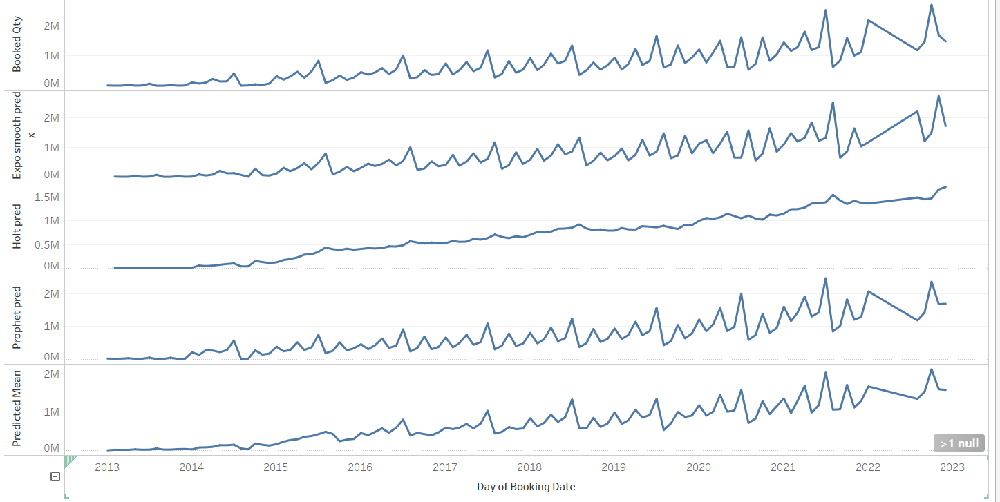 Booked Qty
2M
1M
0M
Expo smooth pred
x
2M
1M
0M
Holt pred
1.5M
1M
0.5M
0M
Prophet pred
2M
1M
0M
Predicted Mean
2M
1M
0M
>1 null
2013 2014 2015 2016 2017 2018 2019 2020 2021 2022 2023
Day of Booking Date